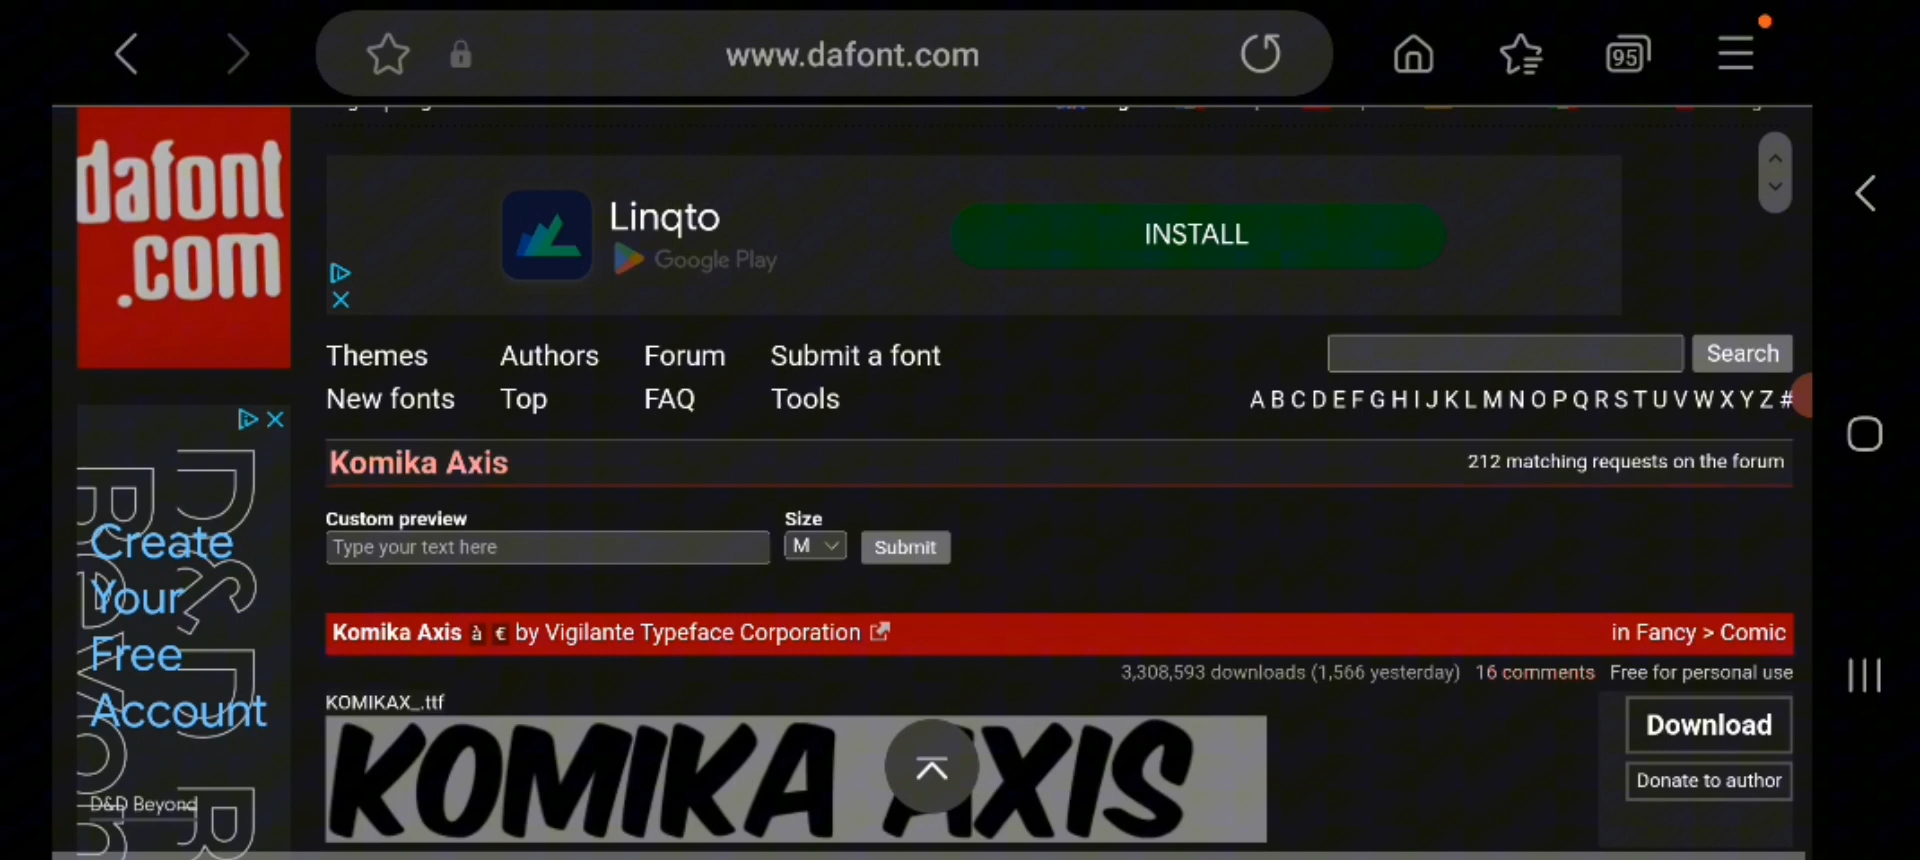 www.dafont.com
95
dafont
.com
Linqto
Google Play
INSTALL
Themes Authors Forum Submit a font
Search
New fonts Top FAQ Tools
A B C D E F G H I J K L M N O P Q R S T U V W X Y Z #
Komika Axis
212 matching requests on the forum
Custom preview
Size
Type your text here
M
Submit
Create
Your
Free
Account
D&D Beyond
Komika Axis à € by Vigilante Typeface Corporation
in Fancy > Comic
3,308,593 downloads (1,566 yesterday) 16 comments Free for personal use
KOMIKAX_.ttf
KOMIKA AXIS
Download
Donate to author